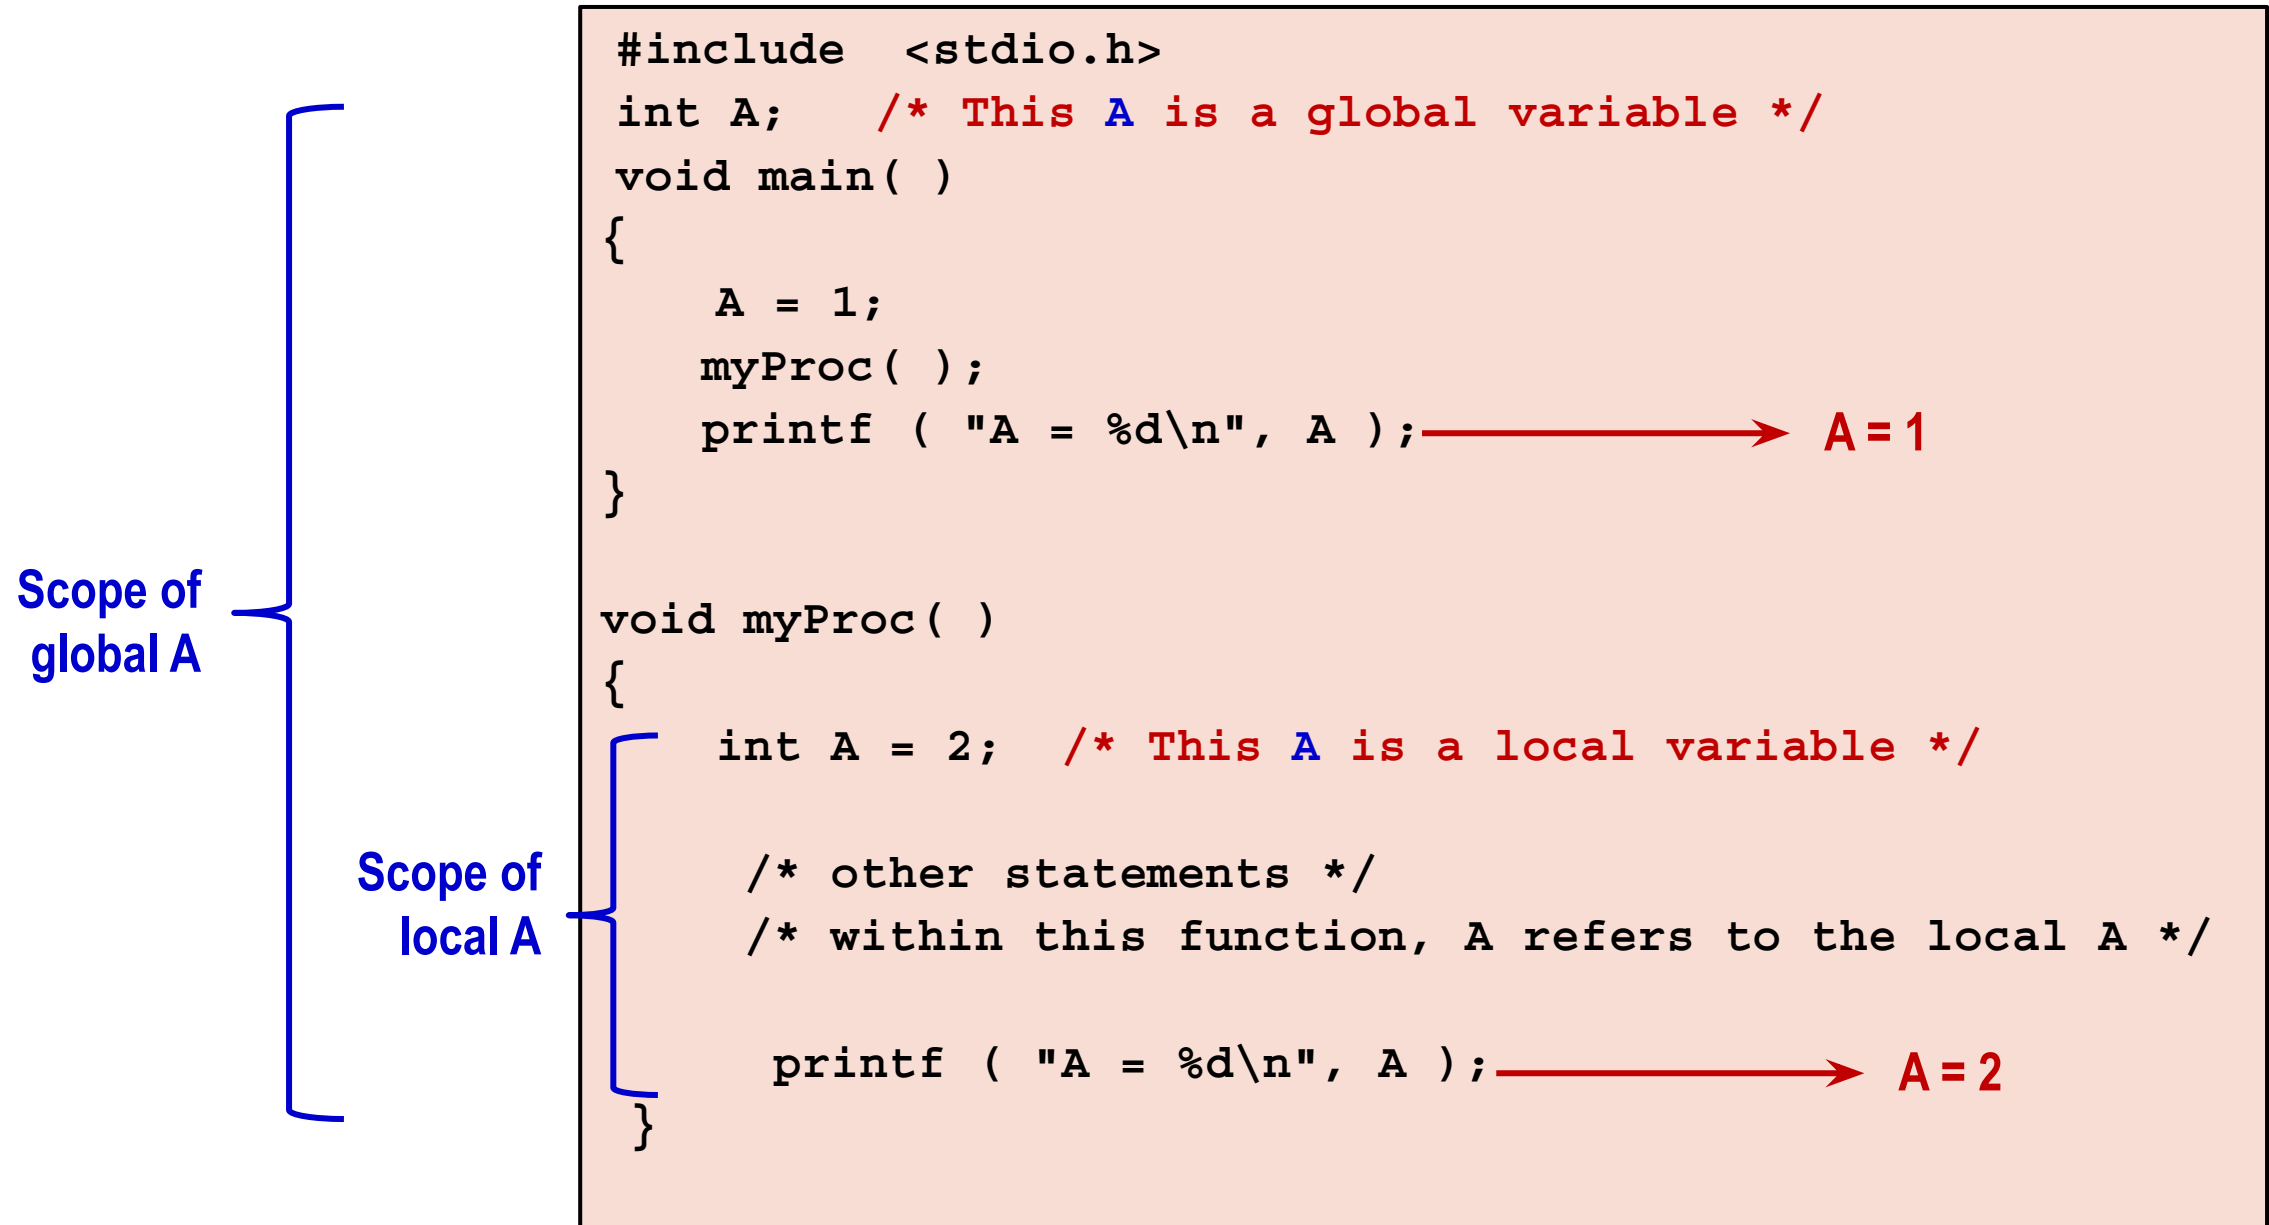 #include  <stdio.h>
int A;   /* This A is a global variable */
void main( )
{
A = 1;
myProc( );
printf ( "A = %d\n", A );
A = 1
}
Scope of
global A
void myProc( )
{
int A = 2;  /* This A is a local variable */
Scope of
local A
/* other statements */
/* within this function, A refers to the local A */
printf ( "A = %d\n", A );
A = 2
}